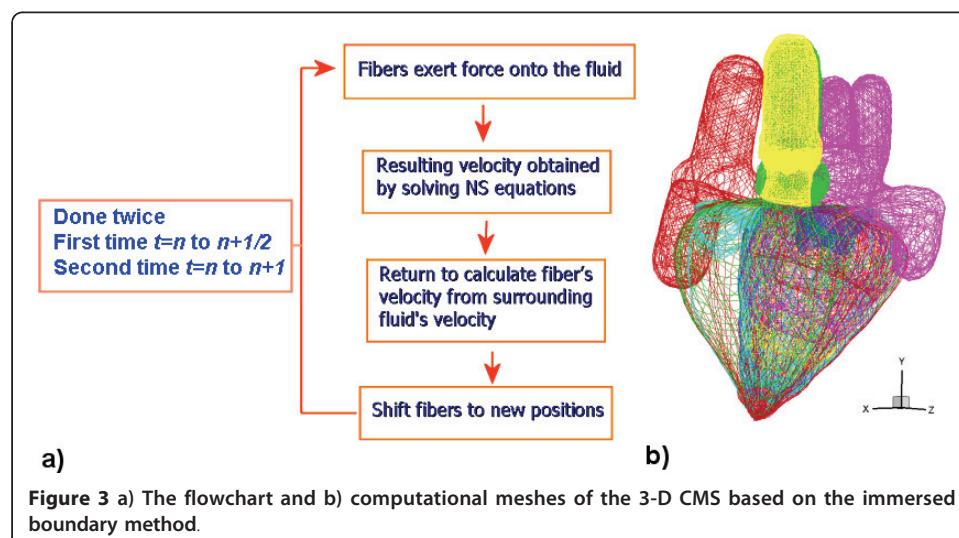 Fibers exert force onto the fluid
Resulting velocity obtained
by solving NS equations
Done twice
First time t=n to n+1/2
Second time t=n to n+1
Return to calculate fiber's
velocity from surrounding
fluid's velocity
Shift fibers to new positions
a)
Y
X
Z
b)
Figure 3 a) The flowchart and b) computational meshes of the 3-D CMS based on the immersed
boundary method.